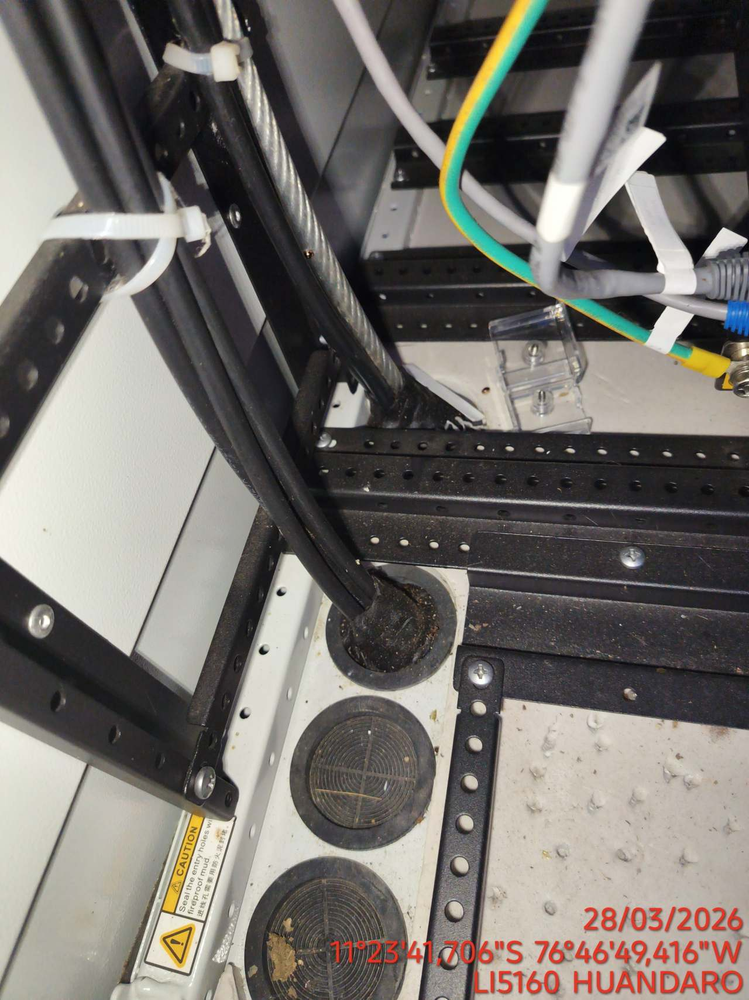 CAUTION
Seal the entry holes wi
fireproof mud
进线孔需要用防火泥封堵
28/03/2026
11°23'41,706"S 76°46'49,416"W
LI5160 HUANDARO